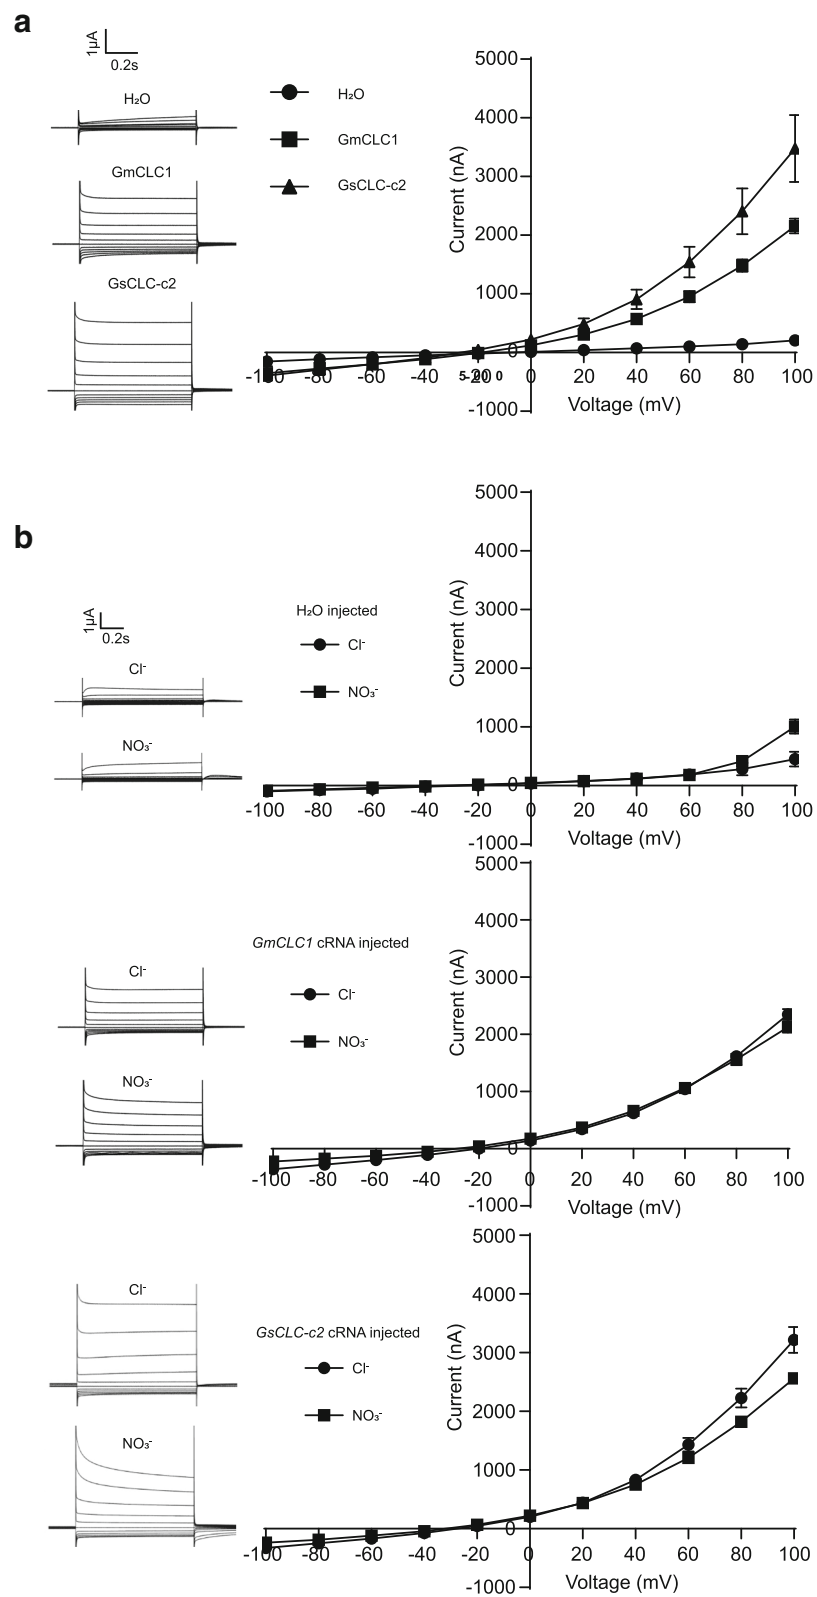 a
1μA
0.2s
H₂O
GmCLC1
GsCLC-c2
H₂O
GmCLC1
GsCLC-c2
5000
4000
3000
2000
1000
0
-1000
Current (nA)
-100 -80 -60 -40 -20 0 20 40 60 80 100
Voltage (mV)
b
1μA
0.2s
Cl⁻
NO₃⁻
H₂O injected
Cl⁻
NO₃⁻
5000
4000
3000
2000
1000
0
-1000
Current (nA)
-100 -80 -60 -40 -20 0 20 40 60 80 100
Voltage (mV)
Cl⁻
NO₃⁻
GmCLC1 cRNA injected
Cl⁻
NO₃⁻
5000
4000
3000
2000
1000
0
-1000
Current (nA)
-100 -80 -60 -40 -20 0 20 40 60 80 100
Voltage (mV)
Cl⁻
NO₃⁻
GsCLC-c2 cRNA injected
Cl⁻
NO₃⁻
5000
4000
3000
2000
1000
0
-1000
Current (nA)
-100 -80 -60 -40 -20 0 20 40 60 80 100
Voltage (mV)